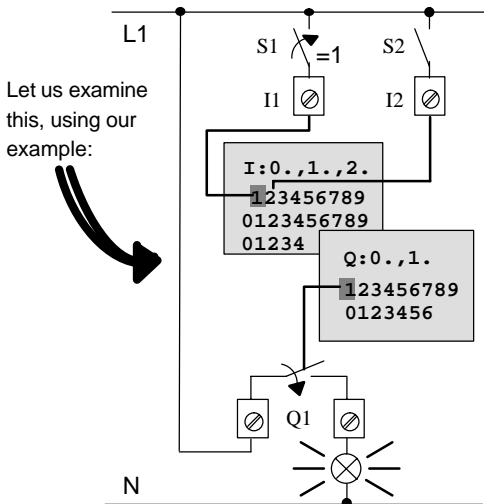 L1
S1
=1
S2
Let us examine
this, using our
example:
I1
I2
I:0.,1.,2.
123456789
0123456789
01234
Q:0.,1.
123456789
0123456
Q1
N